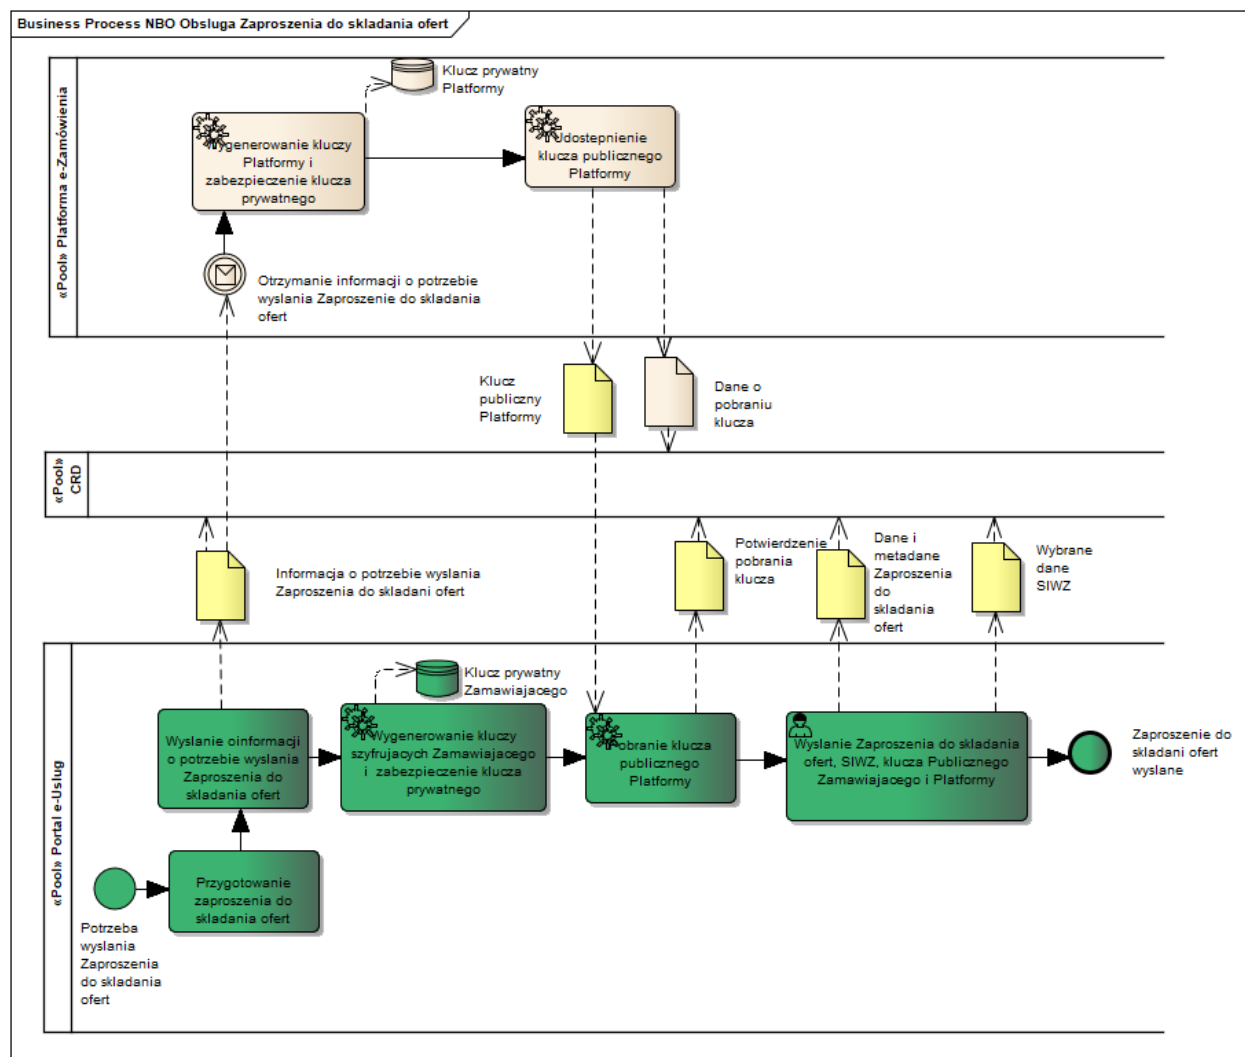 Business Process NBO Obsluga Zaproszenia do skladania ofert
«Pool» Platforma e-Zamówienia
Klucz prywatny
Platformy
Wygenerowanie kluczy
Platformy i
zabezpieczenie klucza
prywatnego
Udostepnienie
klucza publicznego
Platformy
Otrzymanie informacji o potrzebie
wyslania Zaproszenie do skladania
ofert
Klucz
publiczny
Platformy
Dane o
pobraniu
klucza
«Pool»
CRD
Informacja o potrzebie wyslania
Zaproszenia do skladani ofert
Potwierdzenie
pobrania
klucza
Dane i
metadane
Zaproszenia
do
skladania
ofert
Wybrane
dane
SIWZ
«Pool» Portal e-Uslug
Klucz prywatny
Zamawiajacego
Wyslanie oinformacji
o potrzebie wyslania
Zaproszenia do
skladania ofert
Wygenerowanie kluczy
szyfrujacych Zamawiajacego
i zabezpieczenie klucza
prywatnego
Pobranie klucza
publicznego
Platformy
Wyslanie Zaproszenia do skladania
ofert, SIWZ, klucza Publicznego
Zamawiajacego i Platformy
Zaproszenie do
skladani ofert
wyslane
Przygotowanie
zaproszenia do
skladania ofert
Potrzeba
wyslania
Zaproszenia
do skladania
ofert